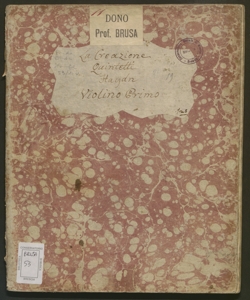 DONO
Prof. BRUSA
La Creazione
Quintetti
Haydn
Violino Primo